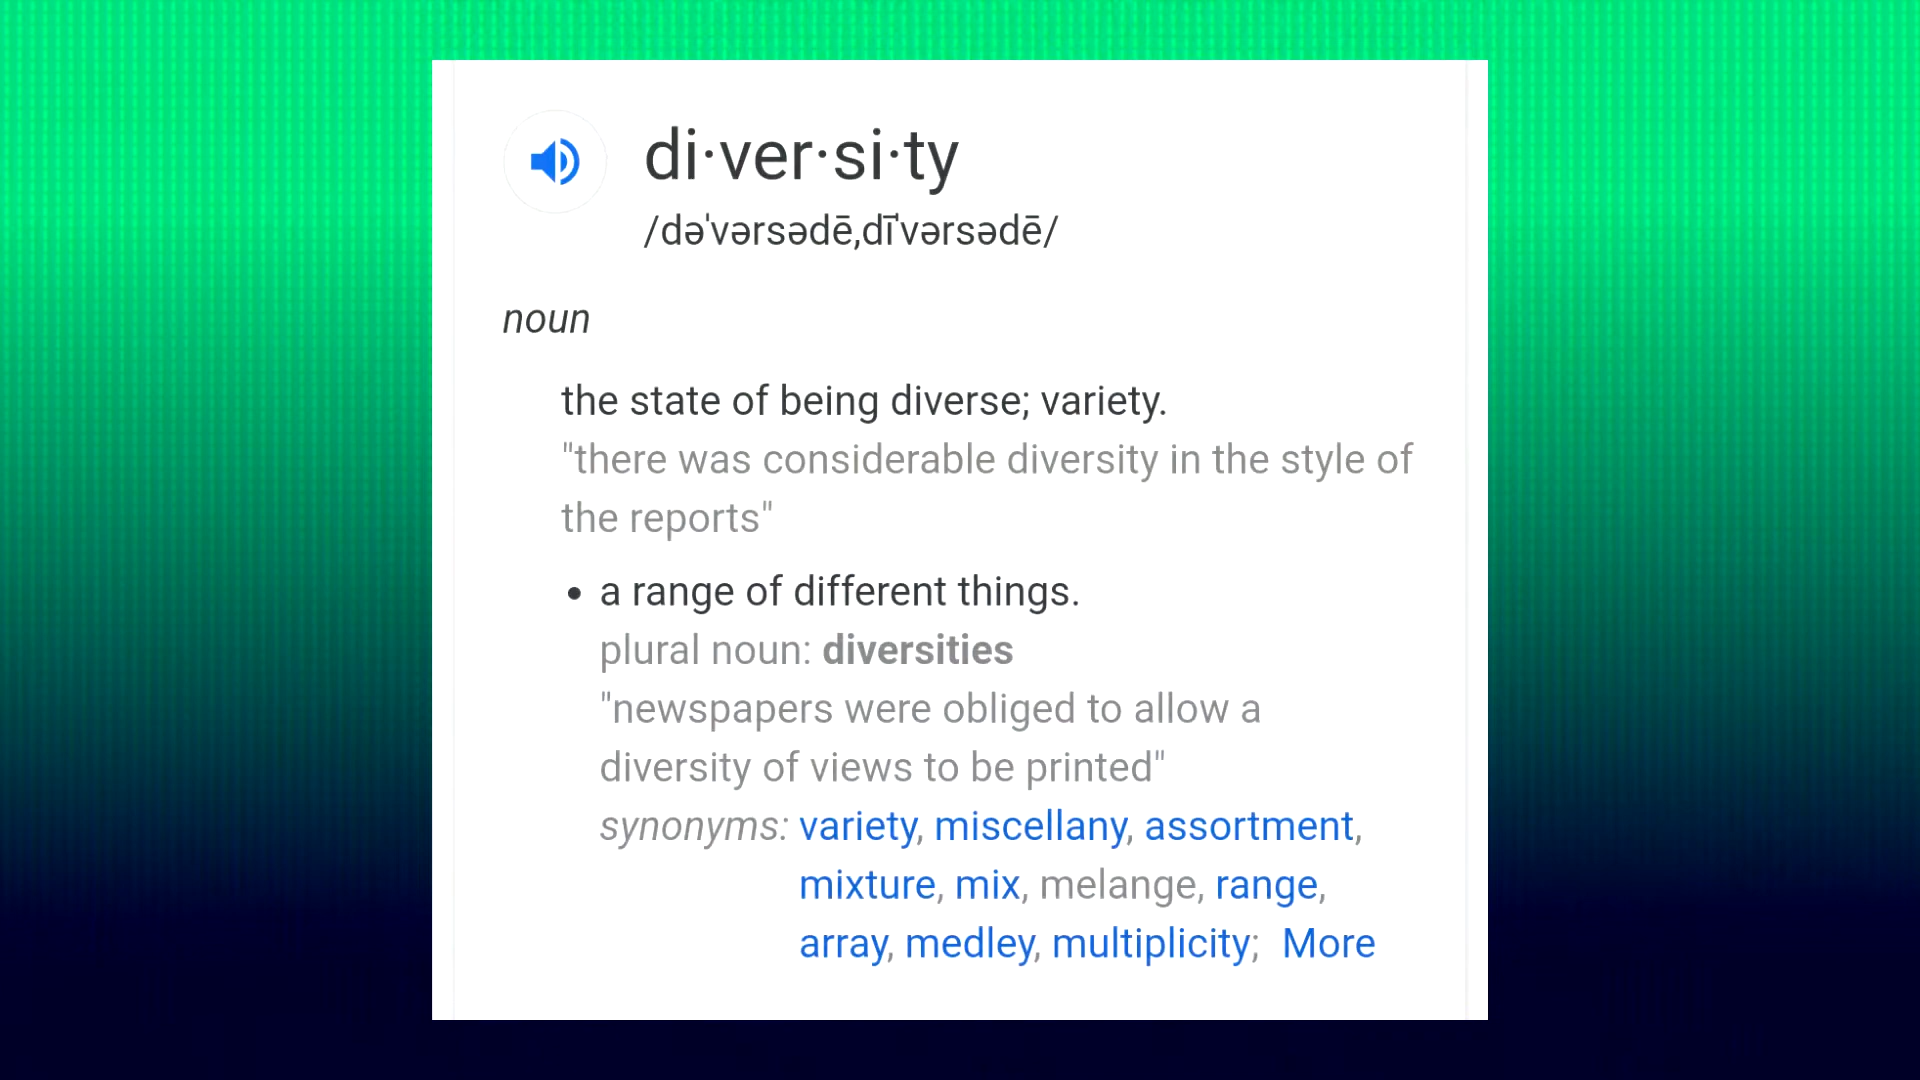 di·ver·si·ty
/dəˈvərsədē,dīˈvərsədē/
noun
the state of being diverse; variety.
"there was considerable diversity in the style of
the reports"
• a range of different things.
plural noun: diversities
"newspapers were obliged to allow a
diversity of views to be printed"
synonyms: variety, miscellany, assortment,
mixture, mix, melange, range,
array, medley, multiplicity; More